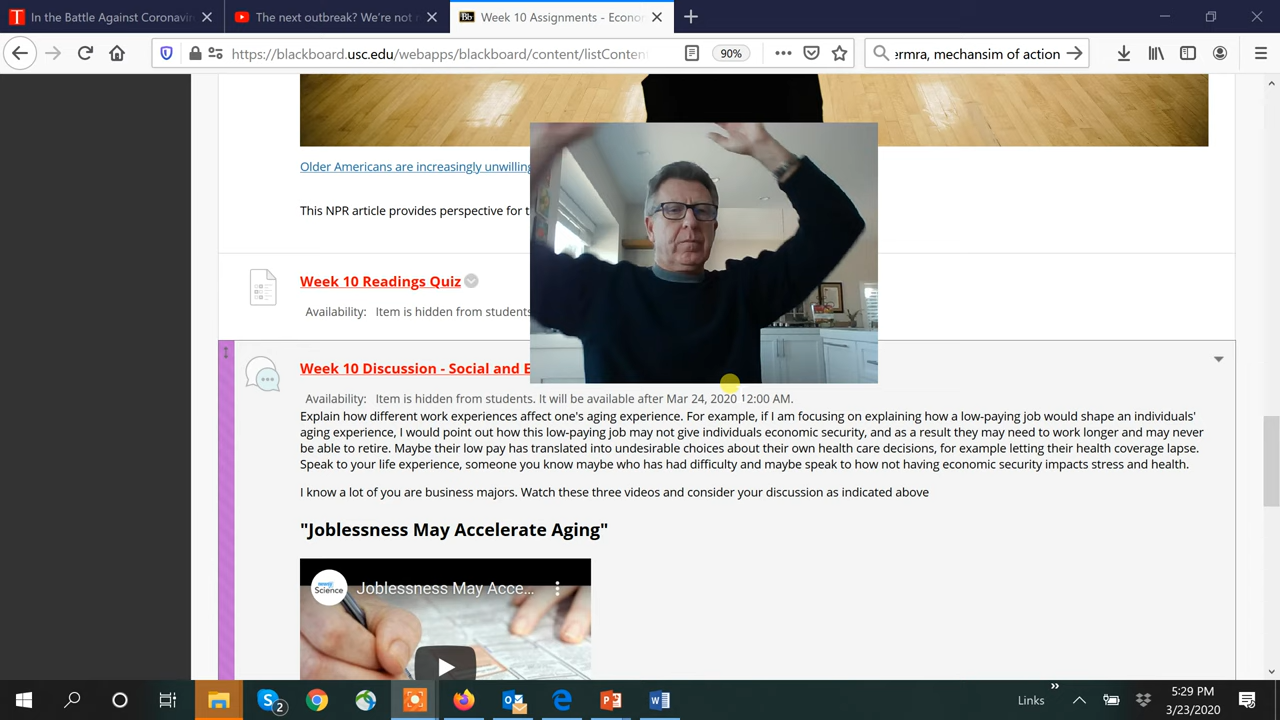 In the Battle Against Coronavir
The next outbreak? We're not r
Bb Week 10 Assignments - Econo
https://blackboard.usc.edu/webapps/blackboard/content/listConten
90%
ermra, mechansim of action
Older Americans are increasingly unwilling
This NPR article provides perspective for t
Week 10 Readings Quiz
Availability: Item is hidden from students
Week 10 Discussion - Social and E
Availability: Item is hidden from students. It will be available after Mar 24, 2020 12:00 AM.
Explain how different work experiences affect one's aging experience. For example, if I am focusing on explaining how a low-paying job would shape an individuals'
aging experience, I would point out how this low-paying job may not give individuals economic security, and as a result they may need to work longer and may never
be able to retire. Maybe their low pay has translated into undesirable choices about their own health care decisions, for example letting their health coverage lapse.
Speak to your life experience, someone you know maybe who has had difficulty and maybe speak to how not having economic security impacts stress and health.
I know a lot of you are business majors. Watch these three videos and consider your discussion as indicated above
"Joblessness May Accelerate Aging"
newsy
Science
Joblessness May Acce...
2
Links
5:29 PM
3/23/2020